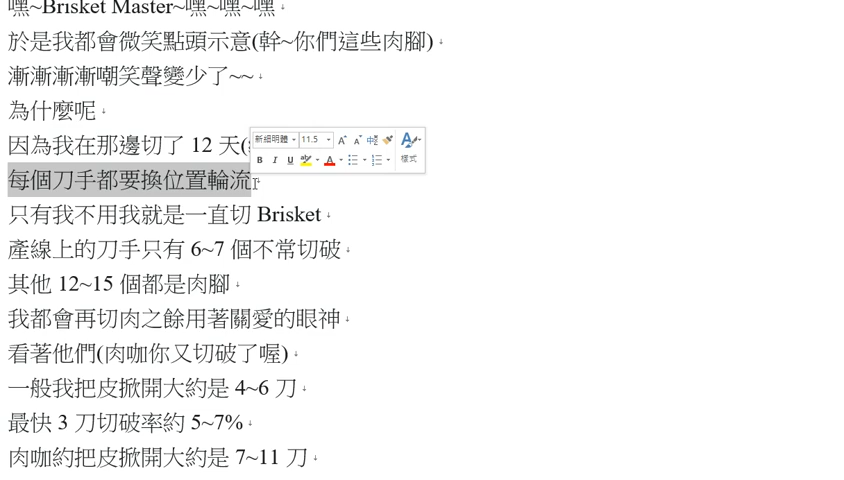 嘿~Brisket Master~嘿~嘿~嘿
於是我都會微笑點頭示意(幹~你們這些肉腳)
漸漸漸漸嘲笑聲變少了~~
為什麼呢
因為我在那邊切了 12 天(
新細明體 11.5
B I U
樣式
每個刀手都要換位置輪流
只有我不用我就是一直切 Brisket
產線上的刀手只有 6~7 個不常切破
其他 12~15 個都是肉腳
我都會再切肉之餘用著關愛的眼神
看著他們(肉咖你又切破了喔)
一般我把皮掀開大約是 4~6 刀
最快 3 刀切破率約 5~7%
肉咖約把皮掀開大約是 7~11 刀